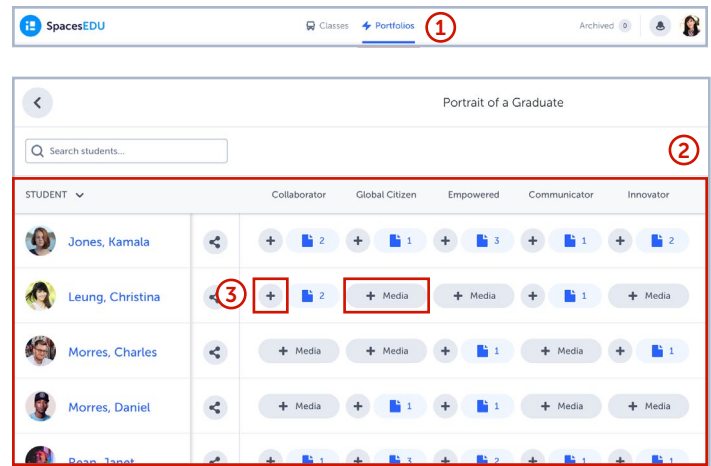 SpacesEDU Classes Portfolios 1 Archived 0
Portrait of a Graduate
Search students... 2
STUDENT Collaborator Global Citizen Empowered Communicator Innovator
Jones, Kamala + 2 + 1 + 3 + 1 + 2
Leung, Christina 3 + 2 + Media + Media + 1 + Media
Morres, Charles + Media + Media + 1 + Media + 1
Morres, Daniel + Media + 1 + 1 + Media + Media
Janet + 1 + 3 + 2 + 1 + 1